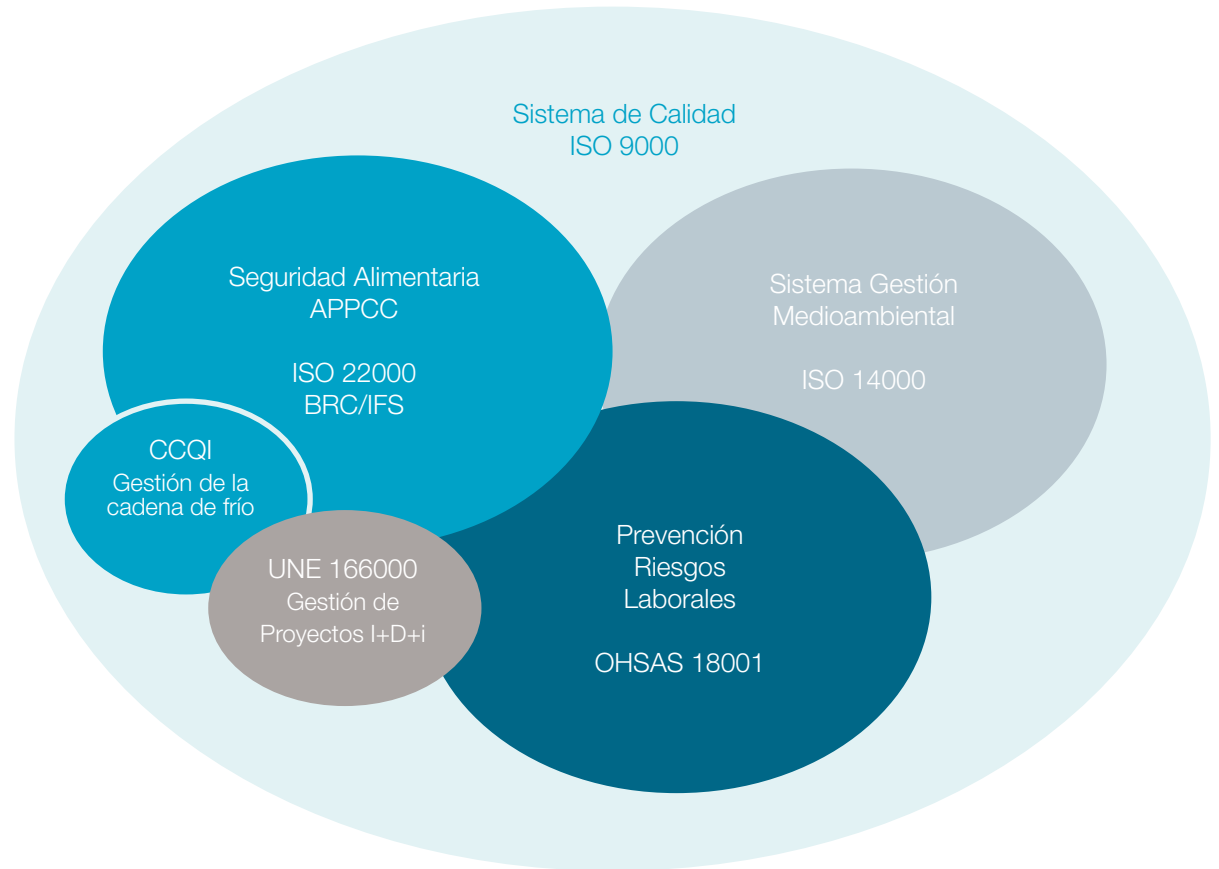 Sistema de Calidad
ISO 9000
Seguridad Alimentaria
APPCC
ISO 22000
BRC/IFS
Sistema Gestión
Medioambiental
ISO 14000
CCQI
Gestión de la
cadena de frío
UNE 166000
Gestión de
Proyectos I+D+i
Prevención
Riesgos
Laborales
OHSAS 18001